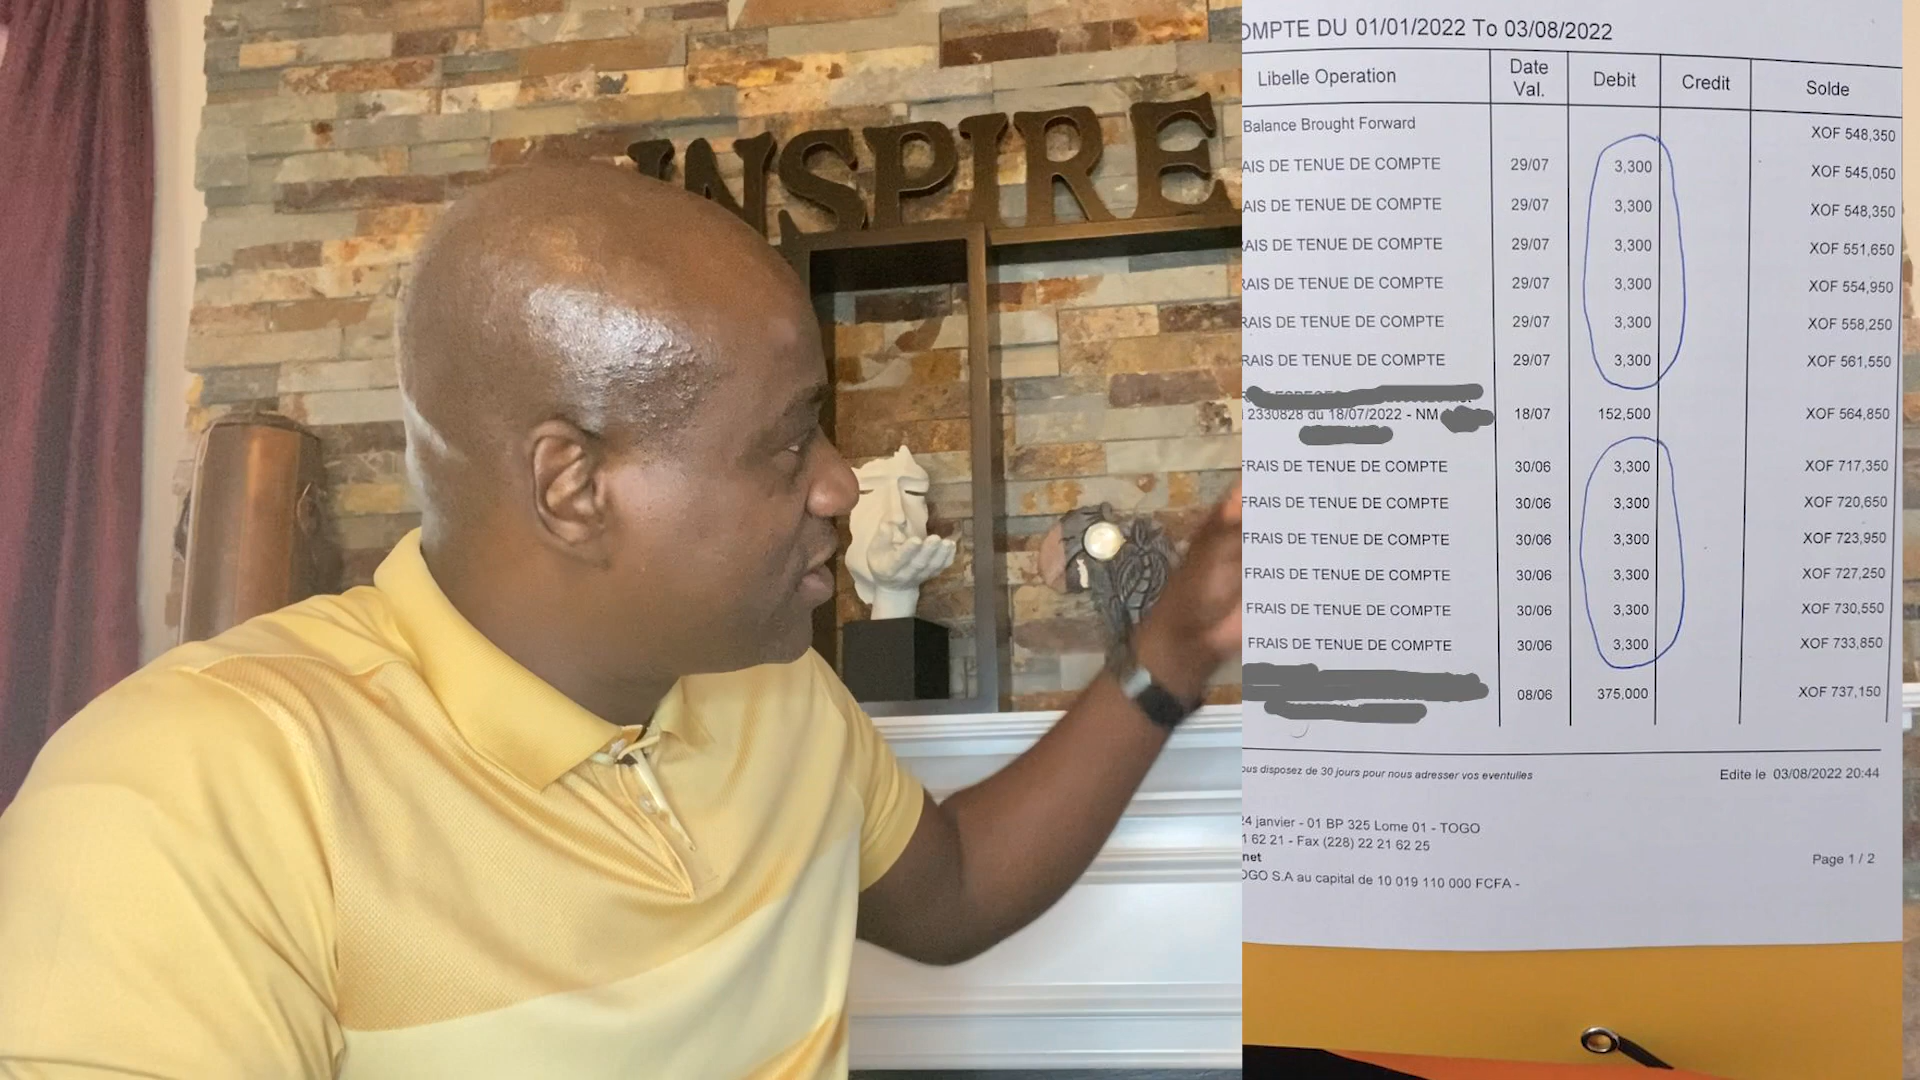 INSPIRE
OMPTE DU 01/01/2022 To 03/08/2022
Libelle Operation Date Val. Debit Credit Solde
Balance Brought Forward XOF 548,350
AIS DE TENUE DE COMPTE 29/07 3,300 XOF 545,050
AIS DE TENUE DE COMPTE 29/07 3,300 XOF 548,350
RAIS DE TENUE DE COMPTE 29/07 3,300 XOF 551,650
RAIS DE TENUE DE COMPTE 29/07 3,300 XOF 554,950
RAIS DE TENUE DE COMPTE 29/07 3,300 XOF 558,250
RAIS DE TENUE DE COMPTE 29/07 3,300 XOF 561,550
2330828 du 18/07/2022 - NM 18/07 152,500 XOF 564,850
FRAIS DE TENUE DE COMPTE 30/06 3,300 XOF 717,350
FRAIS DE TENUE DE COMPTE 30/06 3,300 XOF 720,650
FRAIS DE TENUE DE COMPTE 30/06 3,300 XOF 723,950
FRAIS DE TENUE DE COMPTE 30/06 3,300 XOF 727,250
FRAIS DE TENUE DE COMPTE 30/06 3,300 XOF 730,550
FRAIS DE TENUE DE COMPTE 30/06 3,300 XOF 733,850
08/06 375,000 XOF 737,150
ous disposez de 30 jours pour nous adresser vos eventulies
Edite le 03/08/2022 20:44
24 janvier - 01 BP 325 Lome 01 - TOGO
1 62 21 - Fax (228) 22 21 62 25
net
OGO S.A au capital de 10 019 110 000 FCFA -
Page 1 / 2